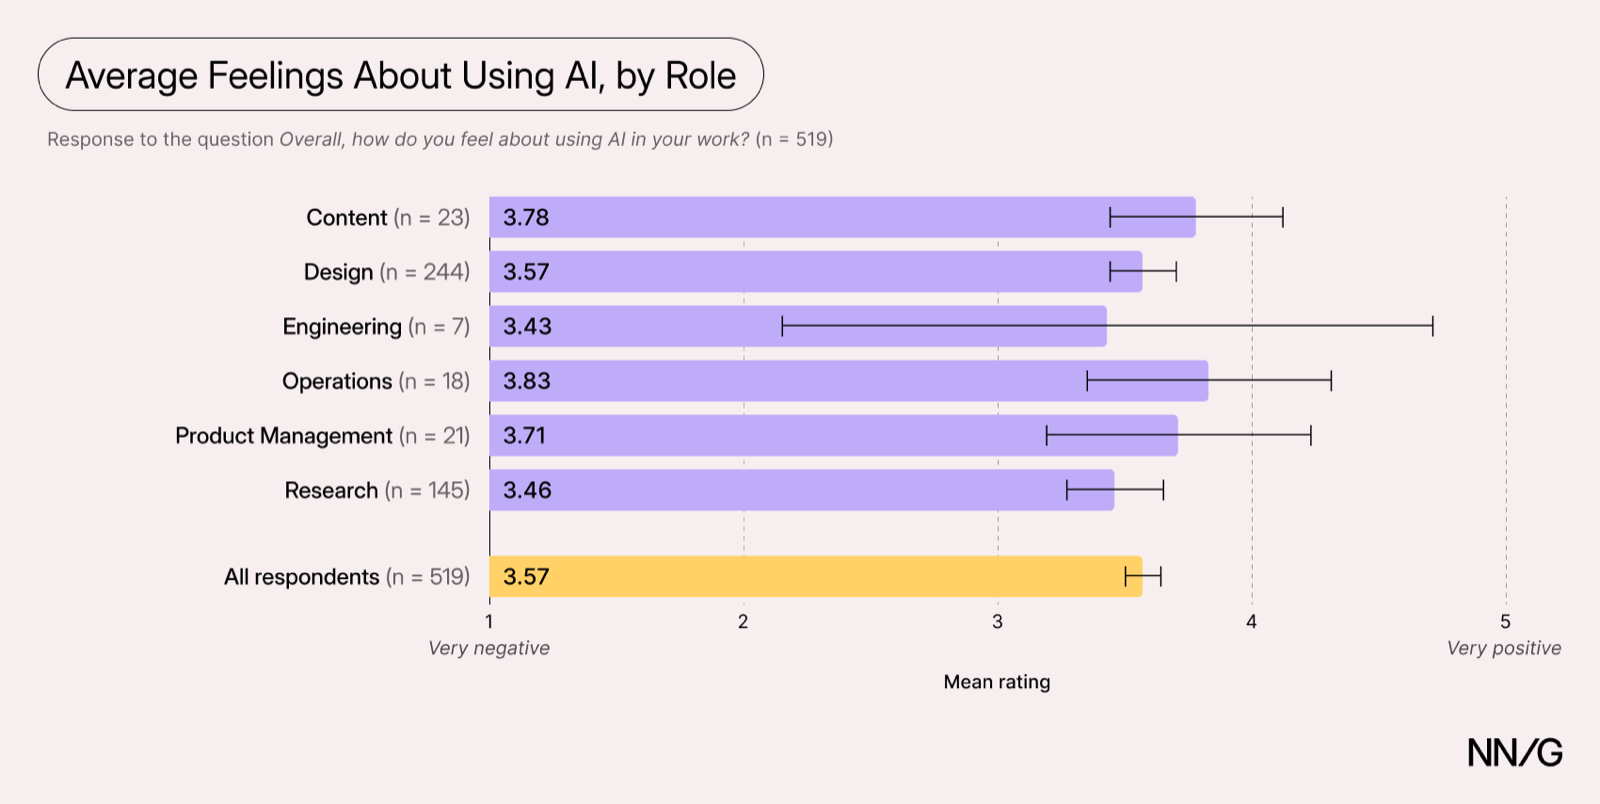 Average Feelings About Using AI, by Role
Response to the question Overall, how do you feel about using AI in your work? (n = 519)
Content (n = 23) 3.78
Design (n = 244) 3.57
Engineering (n = 7) 3.43
Operations (n = 18) 3.83
Product Management (n = 21) 3.71
Research (n = 145) 3.46
All respondents (n = 519) 3.57
1 2 3 4 5
Very negative Very positive
Mean rating
NN/G